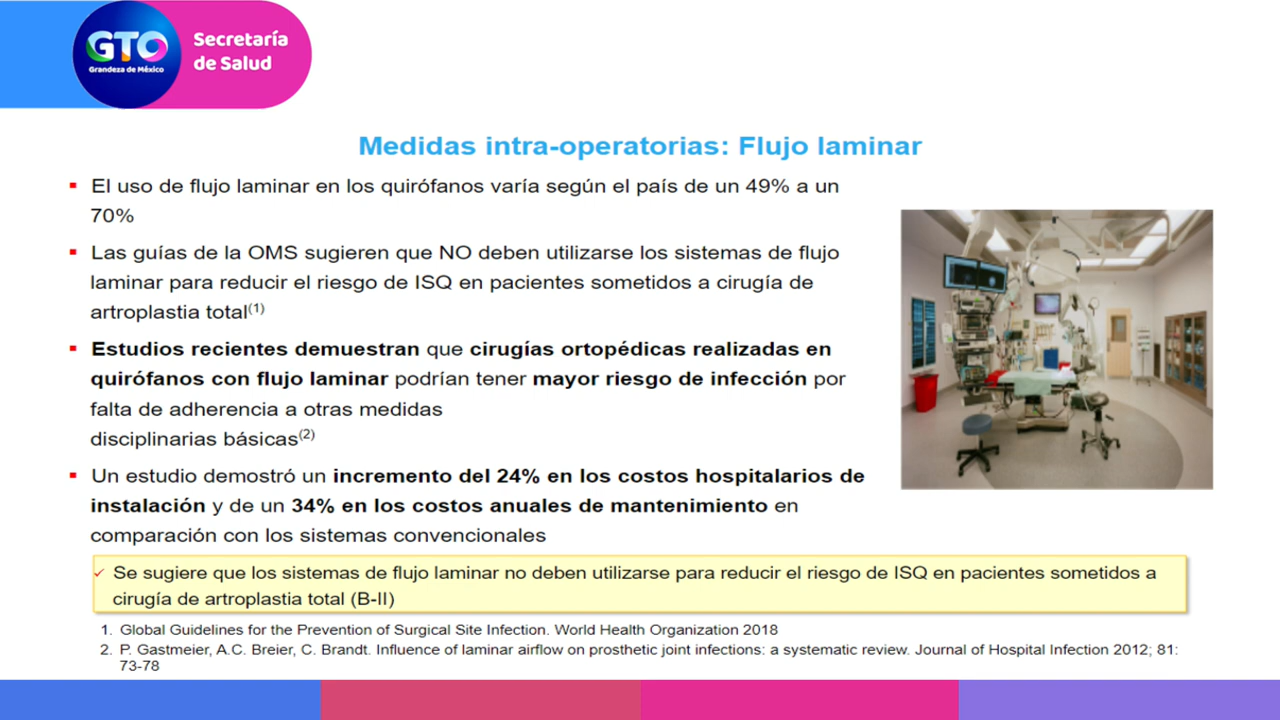 GTO
Grandeza de México
Secretaría
de Salud
Medidas intra-operatorias: Flujo laminar
▪ El uso de flujo laminar en los quirófanos varía según el país de un 49% a un
70%
▪ Las guías de la OMS sugieren que NO deben utilizarse los sistemas de flujo
laminar para reducir el riesgo de ISQ en pacientes sometidos a cirugía de
artroplastia total(1)
▪ Estudios recientes demuestran que cirugías ortopédicas realizadas en
quirófanos con flujo laminar podrían tener mayor riesgo de infección por
falta de adherencia a otras medidas
disciplinarias básicas(2)
▪ Un estudio demostró un incremento del 24% en los costos hospitalarios de
instalación y de un 34% en los costos anuales de mantenimiento en
comparación con los sistemas convencionales
✓ Se sugiere que los sistemas de flujo laminar no deben utilizarse para reducir el riesgo de ISQ en pacientes sometidos a
cirugía de artroplastia total (B-II)
1. Global Guidelines for the Prevention of Surgical Site Infection. World Health Organization 2018
2. P. Gastmeier, A.C. Breier, C. Brandt. Influence of laminar airflow on prosthetic joint infections: a systematic review. Journal of Hospital Infection 2012; 81:
73-78